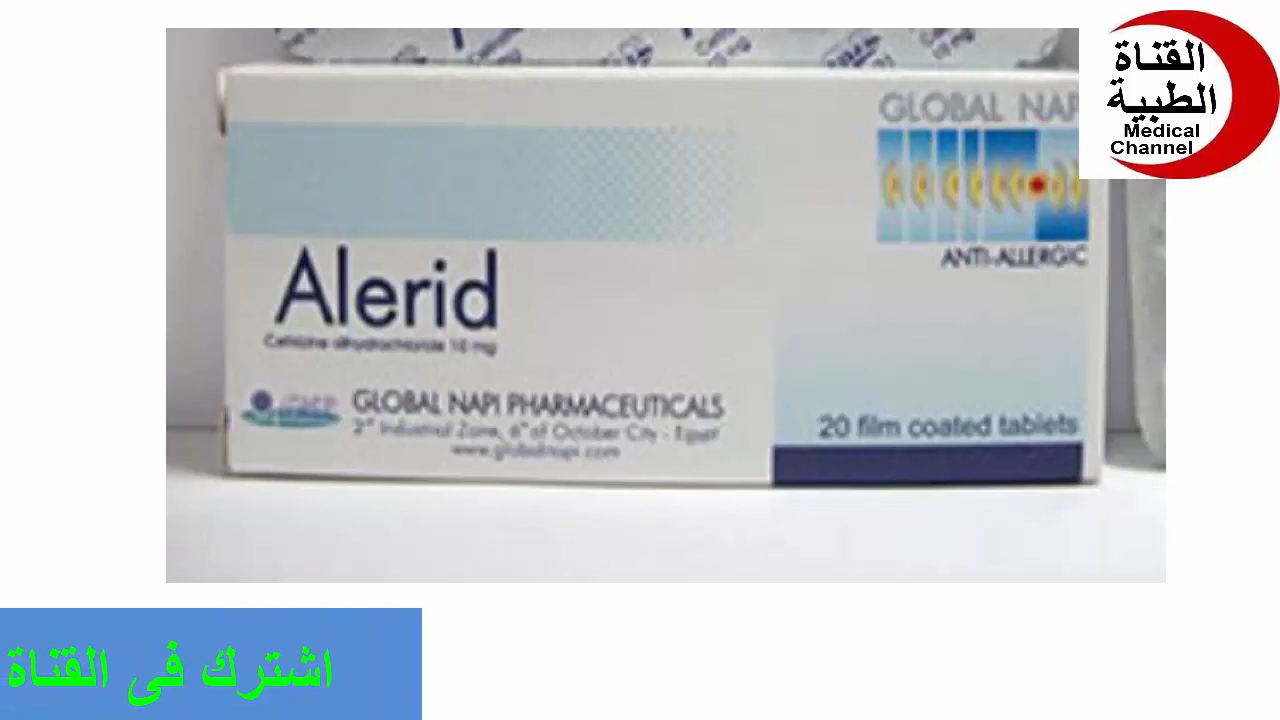 القناة
الطبية
Medical
Channel
GLOBAL NAPI
ANTI-ALLERGIC
Alerid
Cetirizine dihydrochloride 10 mg
GLOBAL NAPI PHARMACEUTICALS
2nd Industrial Zone, 6th of October City - Egypt
www.globalnapi.com
20 film coated tablets
اشترك فى القناة